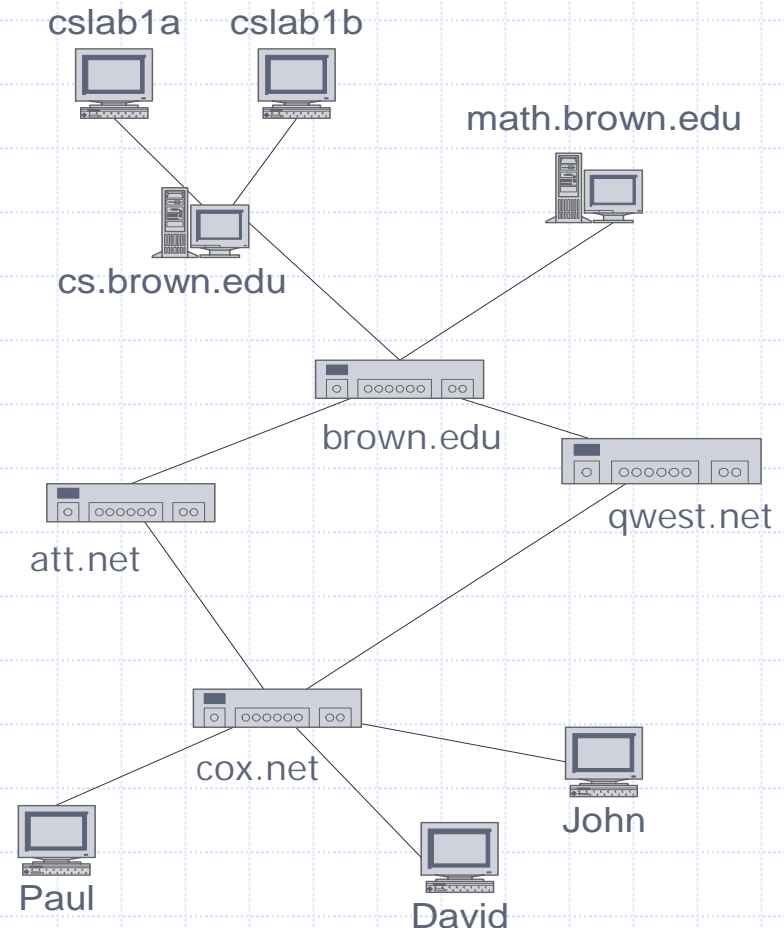 cslab1a
cslab1b
math.brown.edu
cs.brown.edu
brown.edu
qwest.net
att.net
cox.net
John
Paul
David